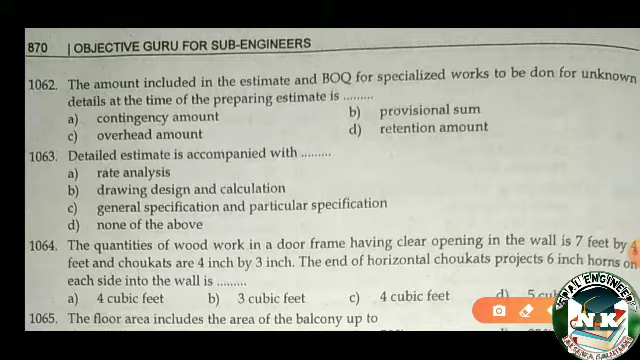 870 | OBJECTIVE GURU FOR SUB-ENGINEERS
1062. The amount included in the estimate and BOQ for specialized works to be don for unknown
details at the time of the preparing estimate is .........
a) contingency amount b) provisional sum
c) overhead amount d) retention amount
1063. Detailed estimate is accompanied with .........
a) rate analysis
b) drawing design and calculation
c) general specification and particular specification
d) none of the above
1064. The quantities of wood work in a door frame having clear opening in the wall is 7 feet by 4
feet and choukats are 4 inch by 3 inch. The end of horizontal choukats projects 6 inch horns on
each side into the wall is .........
a) 4 cubic feet b) 3 cubic feet c) 4 cubic feet d) 5
1065. The floor area includes the area of the balcony up to
NK